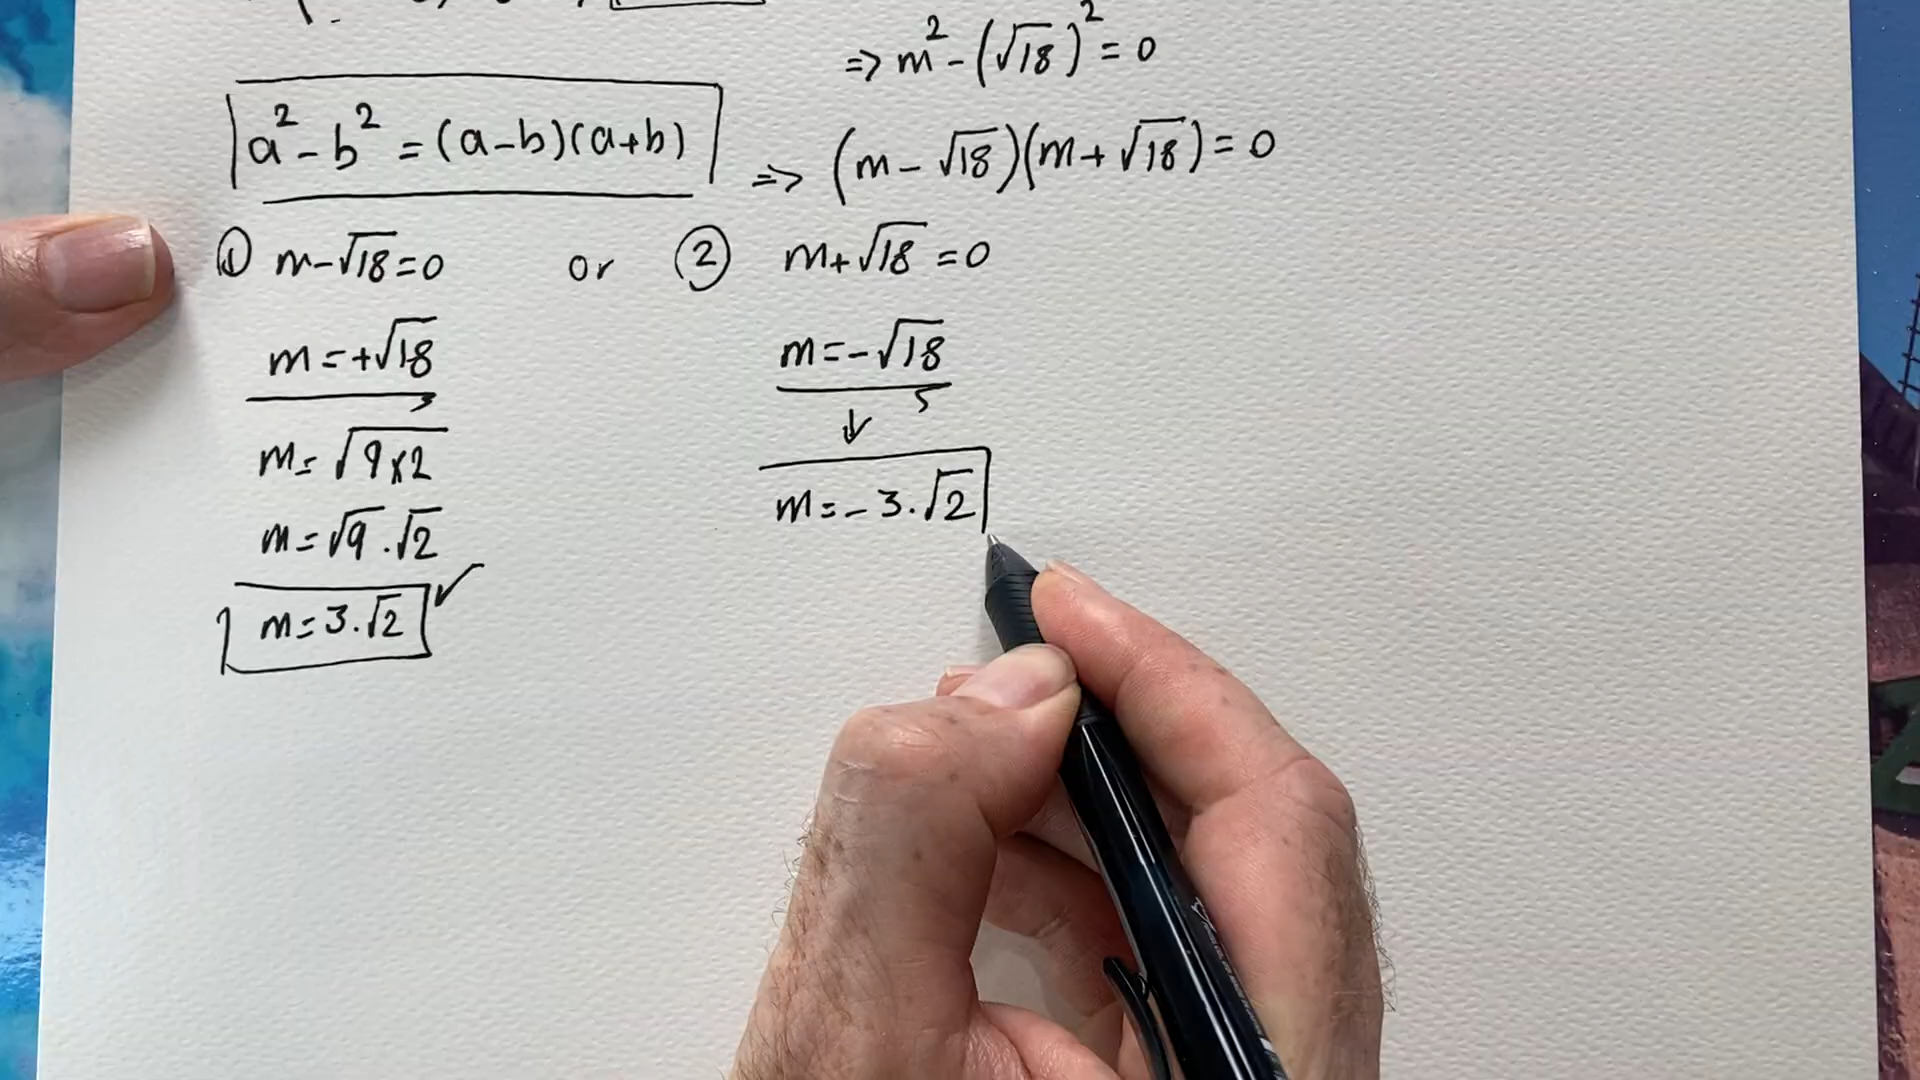 => m² - (√18)² = 0
a² - b² = (a-b)(a+b)
=> (m - √18)(m + √18) = 0
① m-√18=0 or ② m+√18 = 0
m = +√18
m = -√18
m = √9x2
m = √9 . √2
m = -3.√2
m = 3.√2 ✓